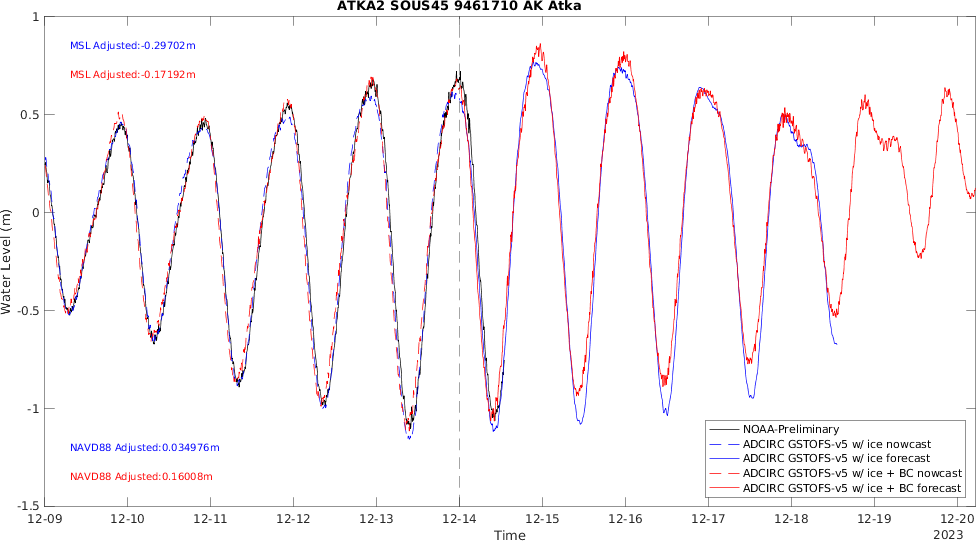 ATKA2 SOUS45 9461710 AK Atka
MSL Adjusted:-0.29702m
MSL Adjusted:-0.17192m
NAVD88 Adjusted:0.034976m
NAVD88 Adjusted:0.16008m
Water Level (m)
1
0.5
0
-0.5
-1
-1.5
NOAA-Preliminary
ADCIRC GSTOFS-v5 w/ ice nowcast
ADCIRC GSTOFS-v5 w/ ice forecast
ADCIRC GSTOFS-v5 w/ ice + BC nowcast
ADCIRC GSTOFS-v5 w/ ice + BC forecast
12-09 12-10 12-11 12-12 12-13 12-14 12-15 12-16 12-17 12-18 12-19 12-20
Time
2023